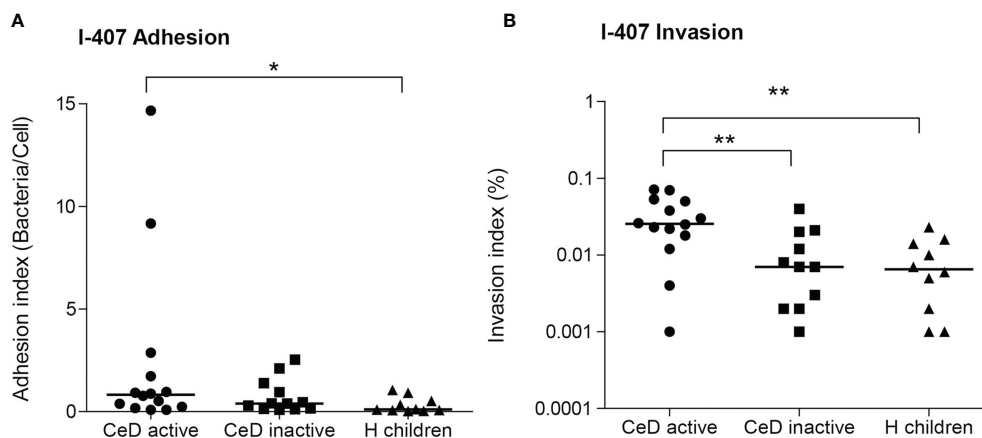 A
I-407 Adhesion
*
15
10
5
0
Adhesion index (Bacteria/Cell)
CeD active
CeD inactive
H children
B
I-407 Invasion
**
**
1
0.1
0.01
0.001
0.0001
Invasion index (%)
CeD active
CeD inactive
H children